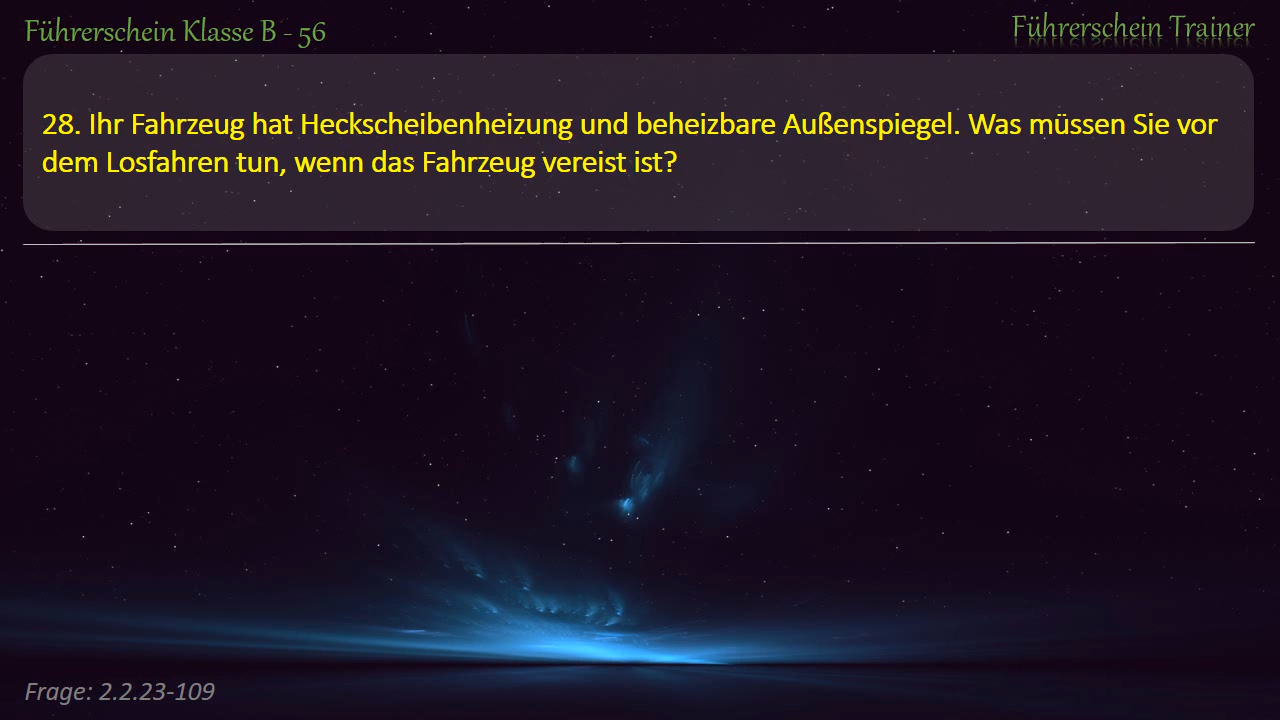 Führerschein Klasse B - 56
Führerschein Trainer
28. Ihr Fahrzeug hat Heckscheibenheizung und beheizbare Außenspiegel. Was müssen Sie vor
dem Losfahren tun, wenn das Fahrzeug vereist ist?
Frage: 2.2.23-109